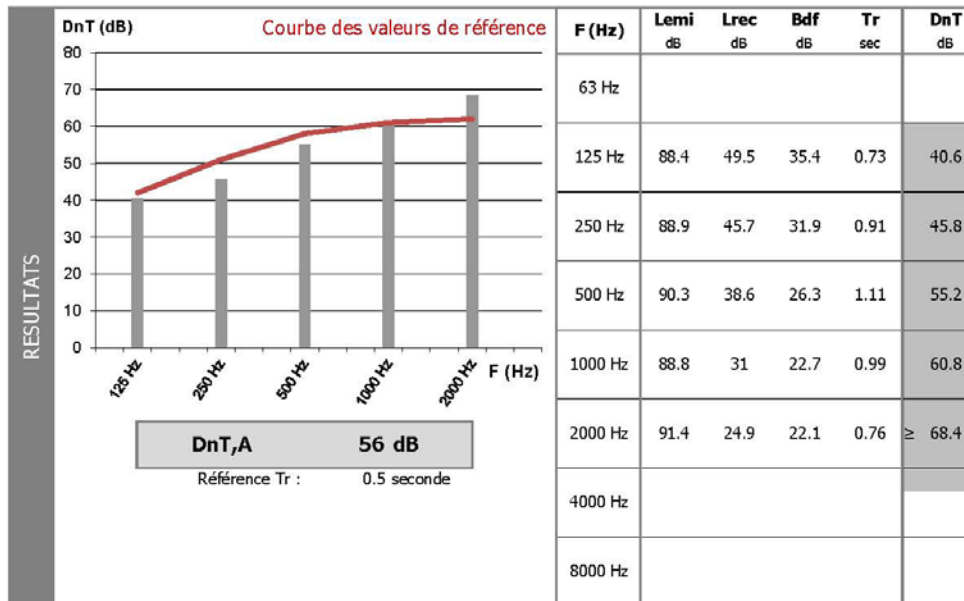 RESULTATS
DnT (dB) Courbe des valeurs de référence
80
70
60
50
40
30
20
10
0
125 Hz 250 Hz 500 Hz 1000 Hz 2000 Hz F (Hz)
DnT,A 56 dB
Référence Tr : 0.5 seconde
F (Hz) Lemi Lrec Bdf Tr DnT
dB dB dB sec dB
63 Hz
125 Hz 88.4 49.5 35.4 0.73 40.6
250 Hz 88.9 45.7 31.9 0.91 45.8
500 Hz 90.3 38.6 26.3 1.11 55.2
1000 Hz 88.8 31 22.7 0.99 60.8
2000 Hz 91.4 24.9 22.1 0.76 ≥ 68.4
4000 Hz
8000 Hz